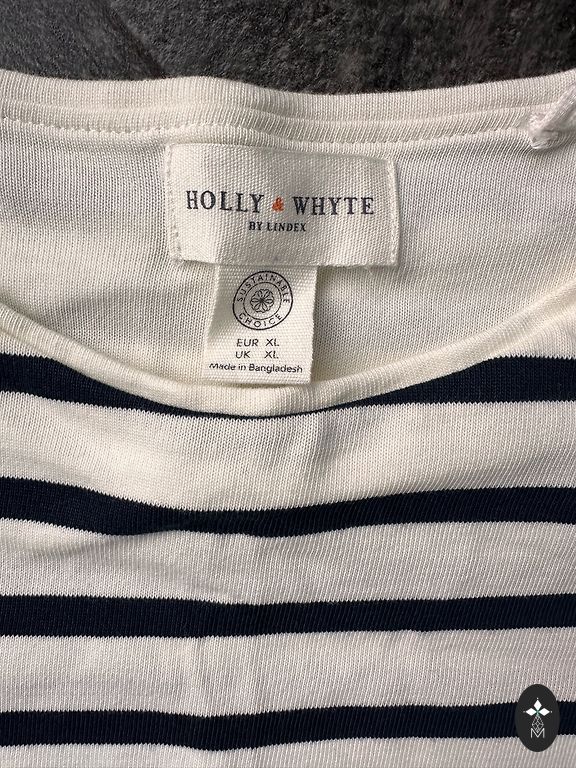 HOLLY & WHYTE
BY LINDEX
SUSTAINABLE
CHOICE
EUR XL
UK XL
Made in Bangladesh
M